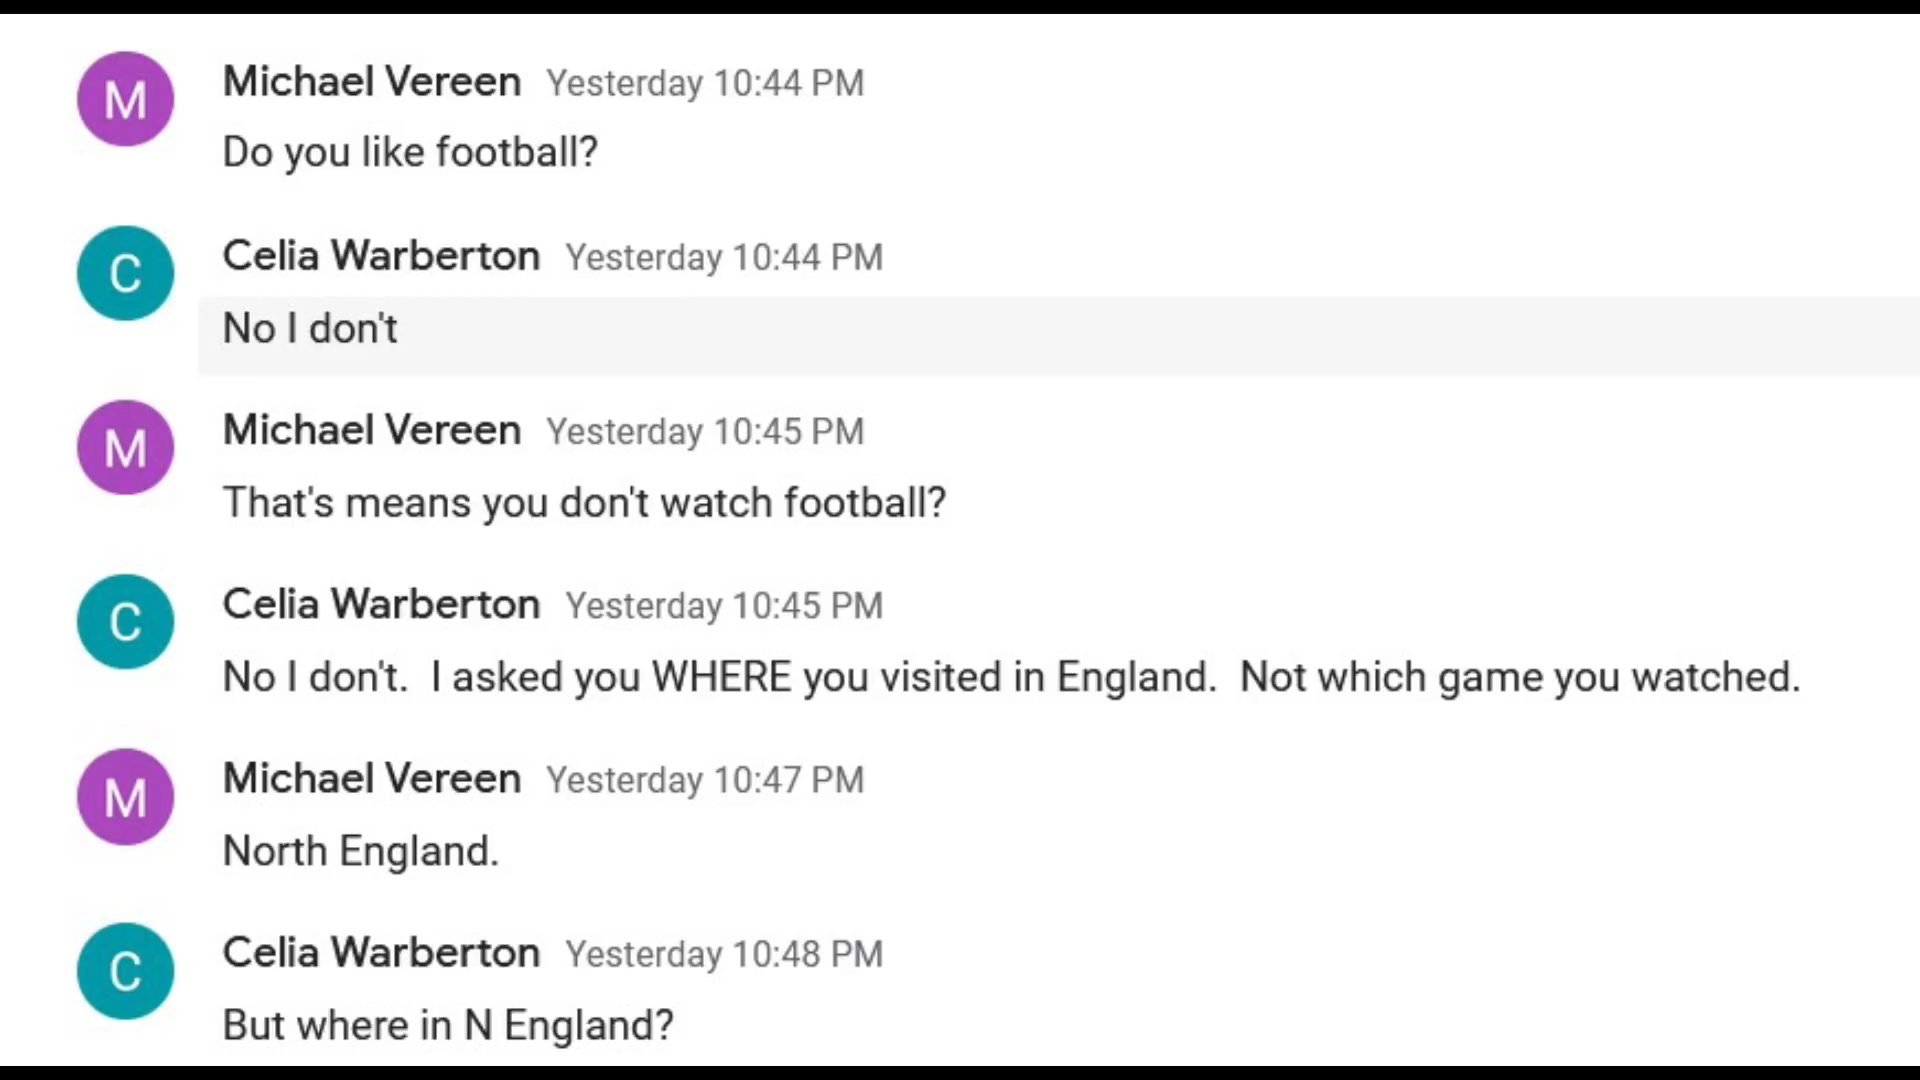 M
Michael Vereen Yesterday 10:44 PM
Do you like football?
C
Celia Warberton Yesterday 10:44 PM
No I don't
M
Michael Vereen Yesterday 10:45 PM
That's means you don't watch football?
C
Celia Warberton Yesterday 10:45 PM
No I don't.  I asked you WHERE you visited in England.  Not which game you watched.
M
Michael Vereen Yesterday 10:47 PM
North England.
C
Celia Warberton Yesterday 10:48 PM
But where in N England?